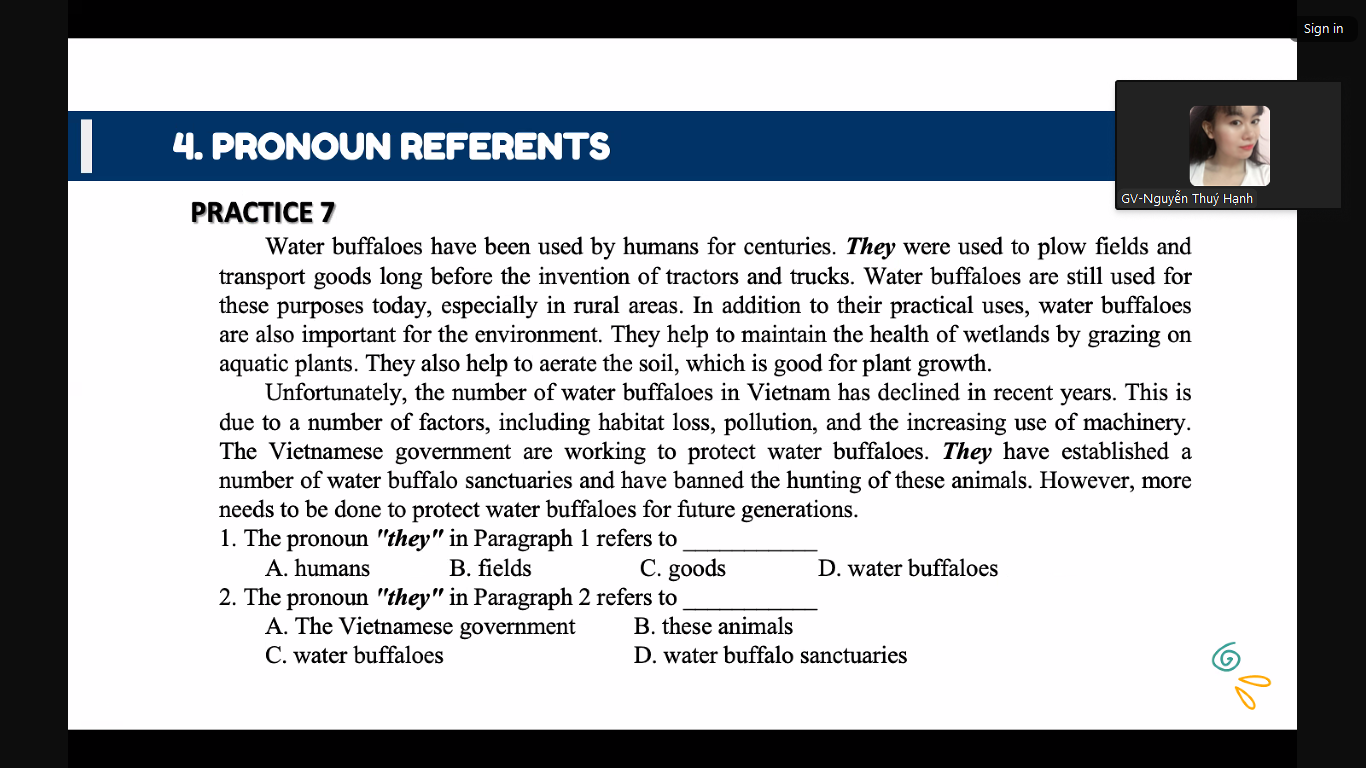 Sign in
4. PRONOUN REFERENTS
GV-Nguyễn Thuý Hạnh
PRACTICE 7
Water buffaloes have been used by humans for centuries. They were used to plow fields and
transport goods long before the invention of tractors and trucks. Water buffaloes are still used for
these purposes today, especially in rural areas. In addition to their practical uses, water buffaloes
are also important for the environment. They help to maintain the health of wetlands by grazing on
aquatic plants. They also help to aerate the soil, which is good for plant growth.
Unfortunately, the number of water buffaloes in Vietnam has declined in recent years. This is
due to a number of factors, including habitat loss, pollution, and the increasing use of machinery.
The Vietnamese government are working to protect water buffaloes. They have established a
number of water buffalo sanctuaries and have banned the hunting of these animals. However, more
needs to be done to protect water buffaloes for future generations.
1. The pronoun "they" in Paragraph 1 refers to ___________
A. humans B. fields C. goods D. water buffaloes
2. The pronoun "they" in Paragraph 2 refers to ___________
A. The Vietnamese government B. these animals
C. water buffaloes D. water buffalo sanctuaries